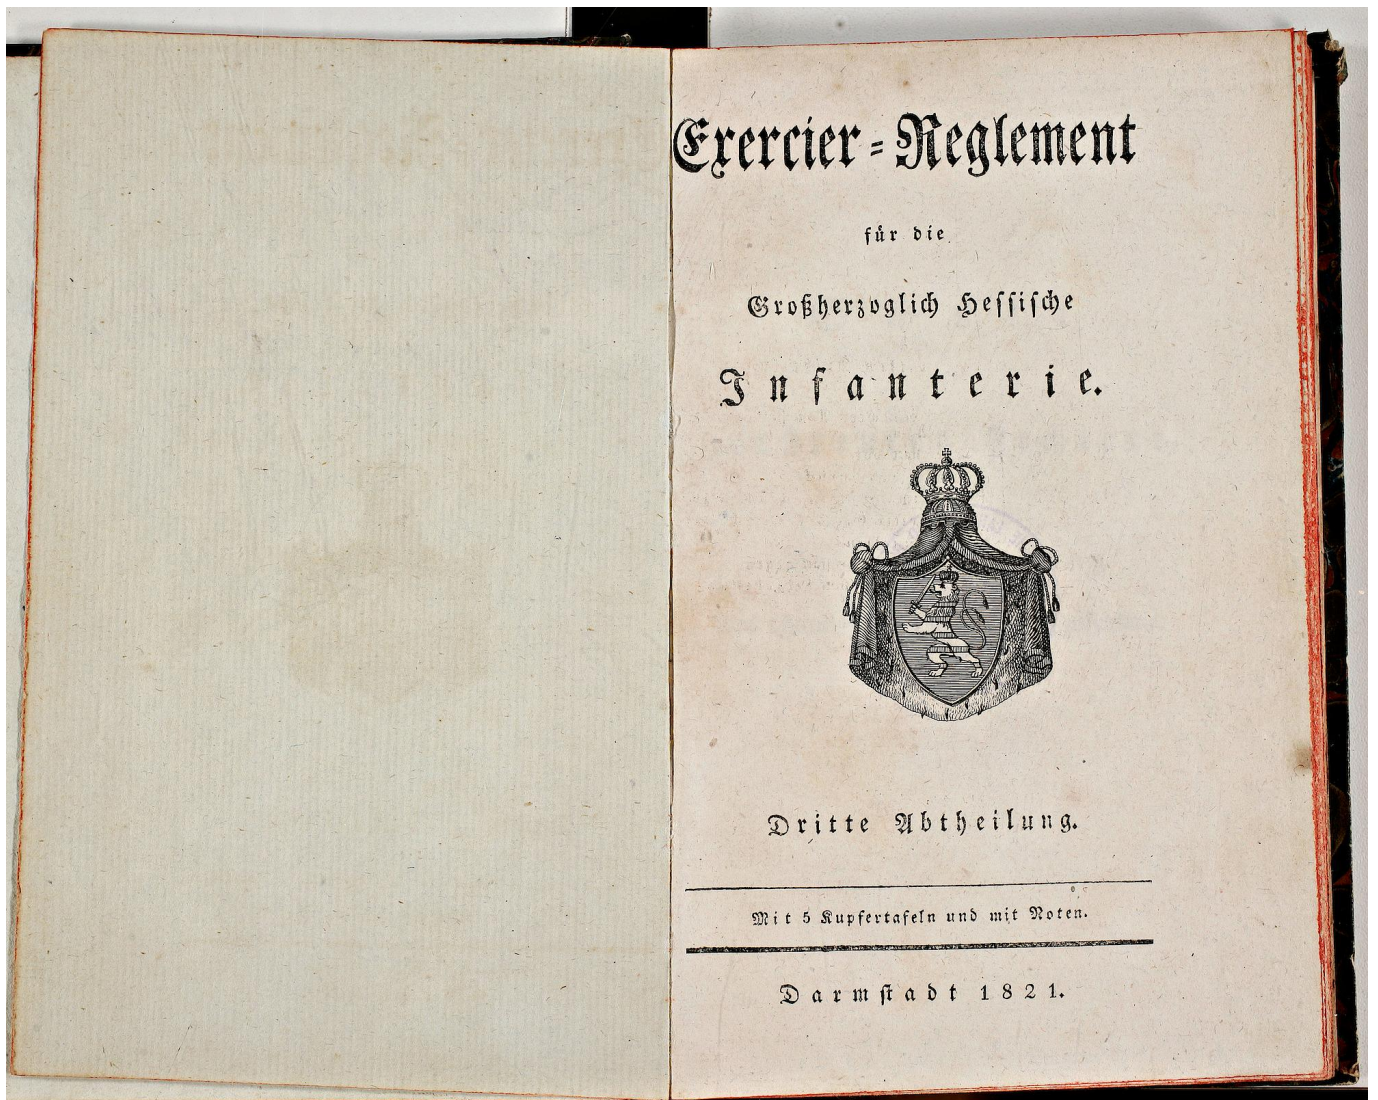 Exercier-Reglement
für die
Großherzoglich Hessische
Infanterie.
Dritte Abtheilung.
Mit 5 Kupfertafeln und mit Noten.
Darmstadt 1821.